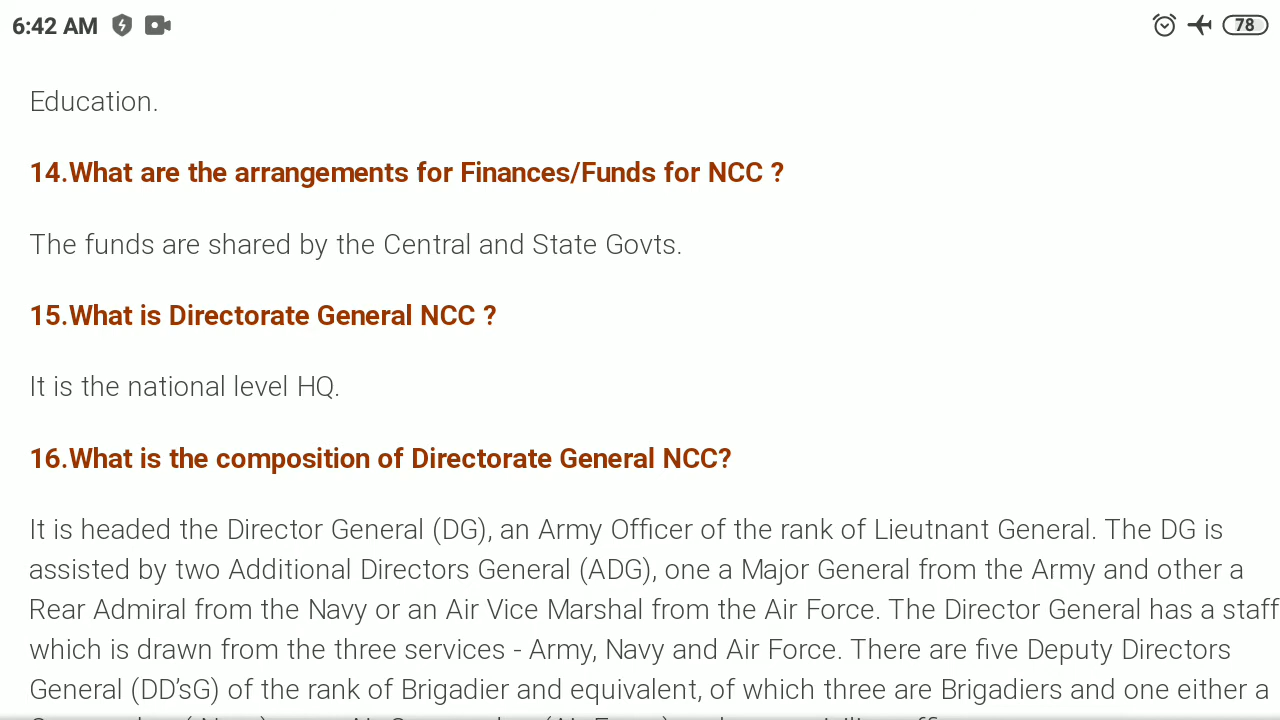 6:42 AM 78
Education.
14.What are the arrangements for Finances/Funds for NCC ?
The funds are shared by the Central and State Govts.
15.What is Directorate General NCC ?
It is the national level HQ.
16.What is the composition of Directorate General NCC?
It is headed the Director General (DG), an Army Officer of the rank of Lieutnant General. The DG is
assisted by two Additional Directors General (ADG), one a Major General from the Army and other a
Rear Admiral from the Navy or an Air Vice Marshal from the Air Force. The Director General has a staff
which is drawn from the three services - Army, Navy and Air Force. There are five Deputy Directors
General (DD’sG) of the rank of Brigadier and equivalent, of which three are Brigadiers and one either a